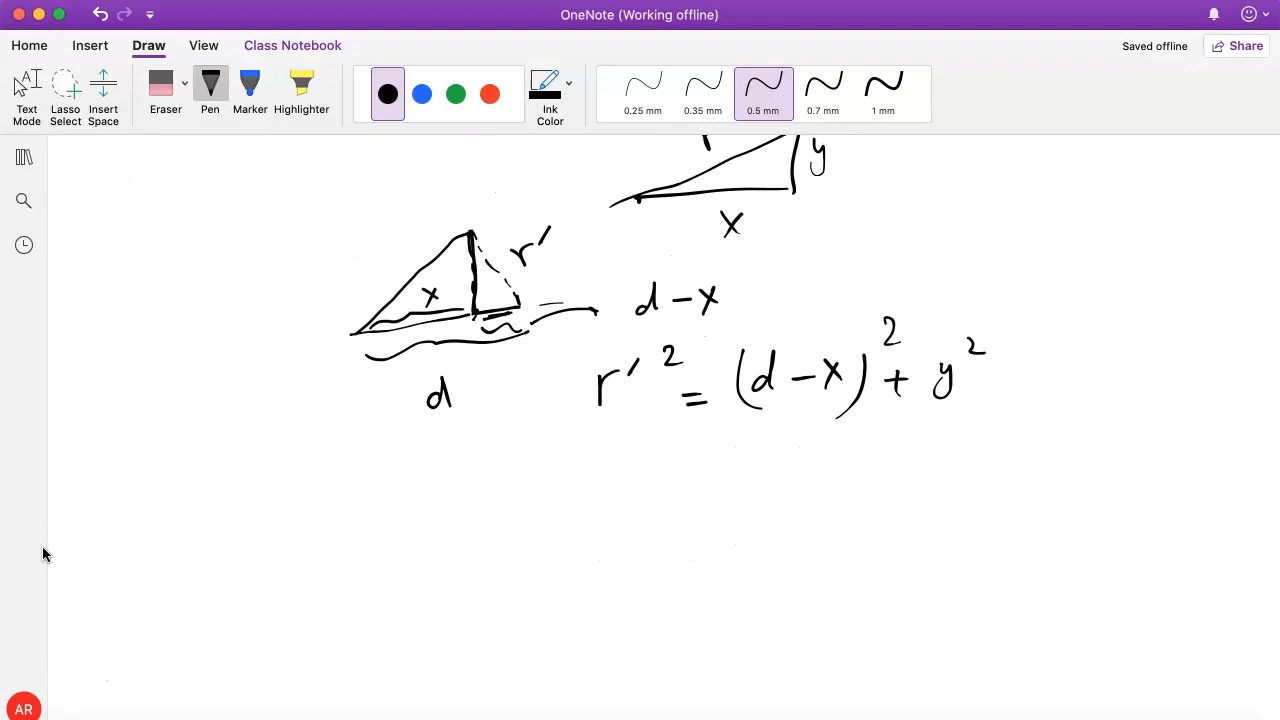 OneNote (Working offline)
Home Insert Draw View Class Notebook
Saved offline Share
Text Mode
Lasso Select
Insert Space
Eraser
Pen
Marker
Highlighter
Ink Color
0.25 mm
0.35 mm
0.5 mm
0.7 mm
1 mm
y
x
r'
x
d - x
d
r'² = (d - x)² + y²
AR